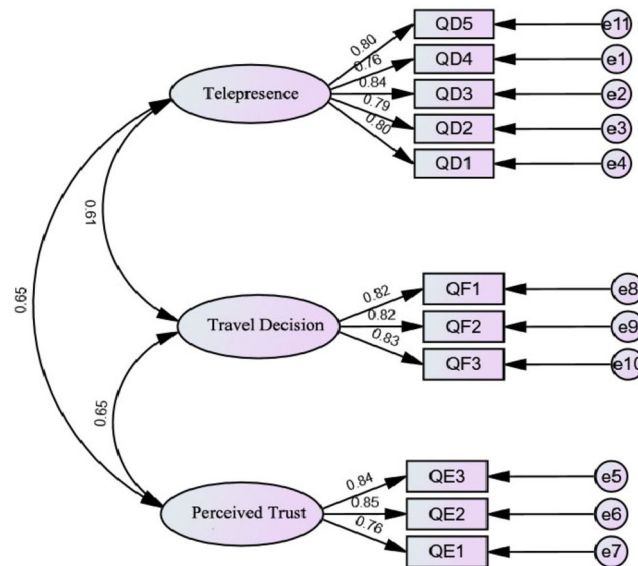 QD5
e11
0.80
QD4
e1
0.76
Telepresence
0.84
QD3
e2
0.79
QD2
e3
0.80
QD1
e4
0.61
0.65
0.82
QF1
e8
Travel Decision
0.82
QF2
e9
0.83
QF3
e10
0.65
0.84
QE3
e5
Perceived Trust
0.85
QE2
e6
0.76
QE1
e7